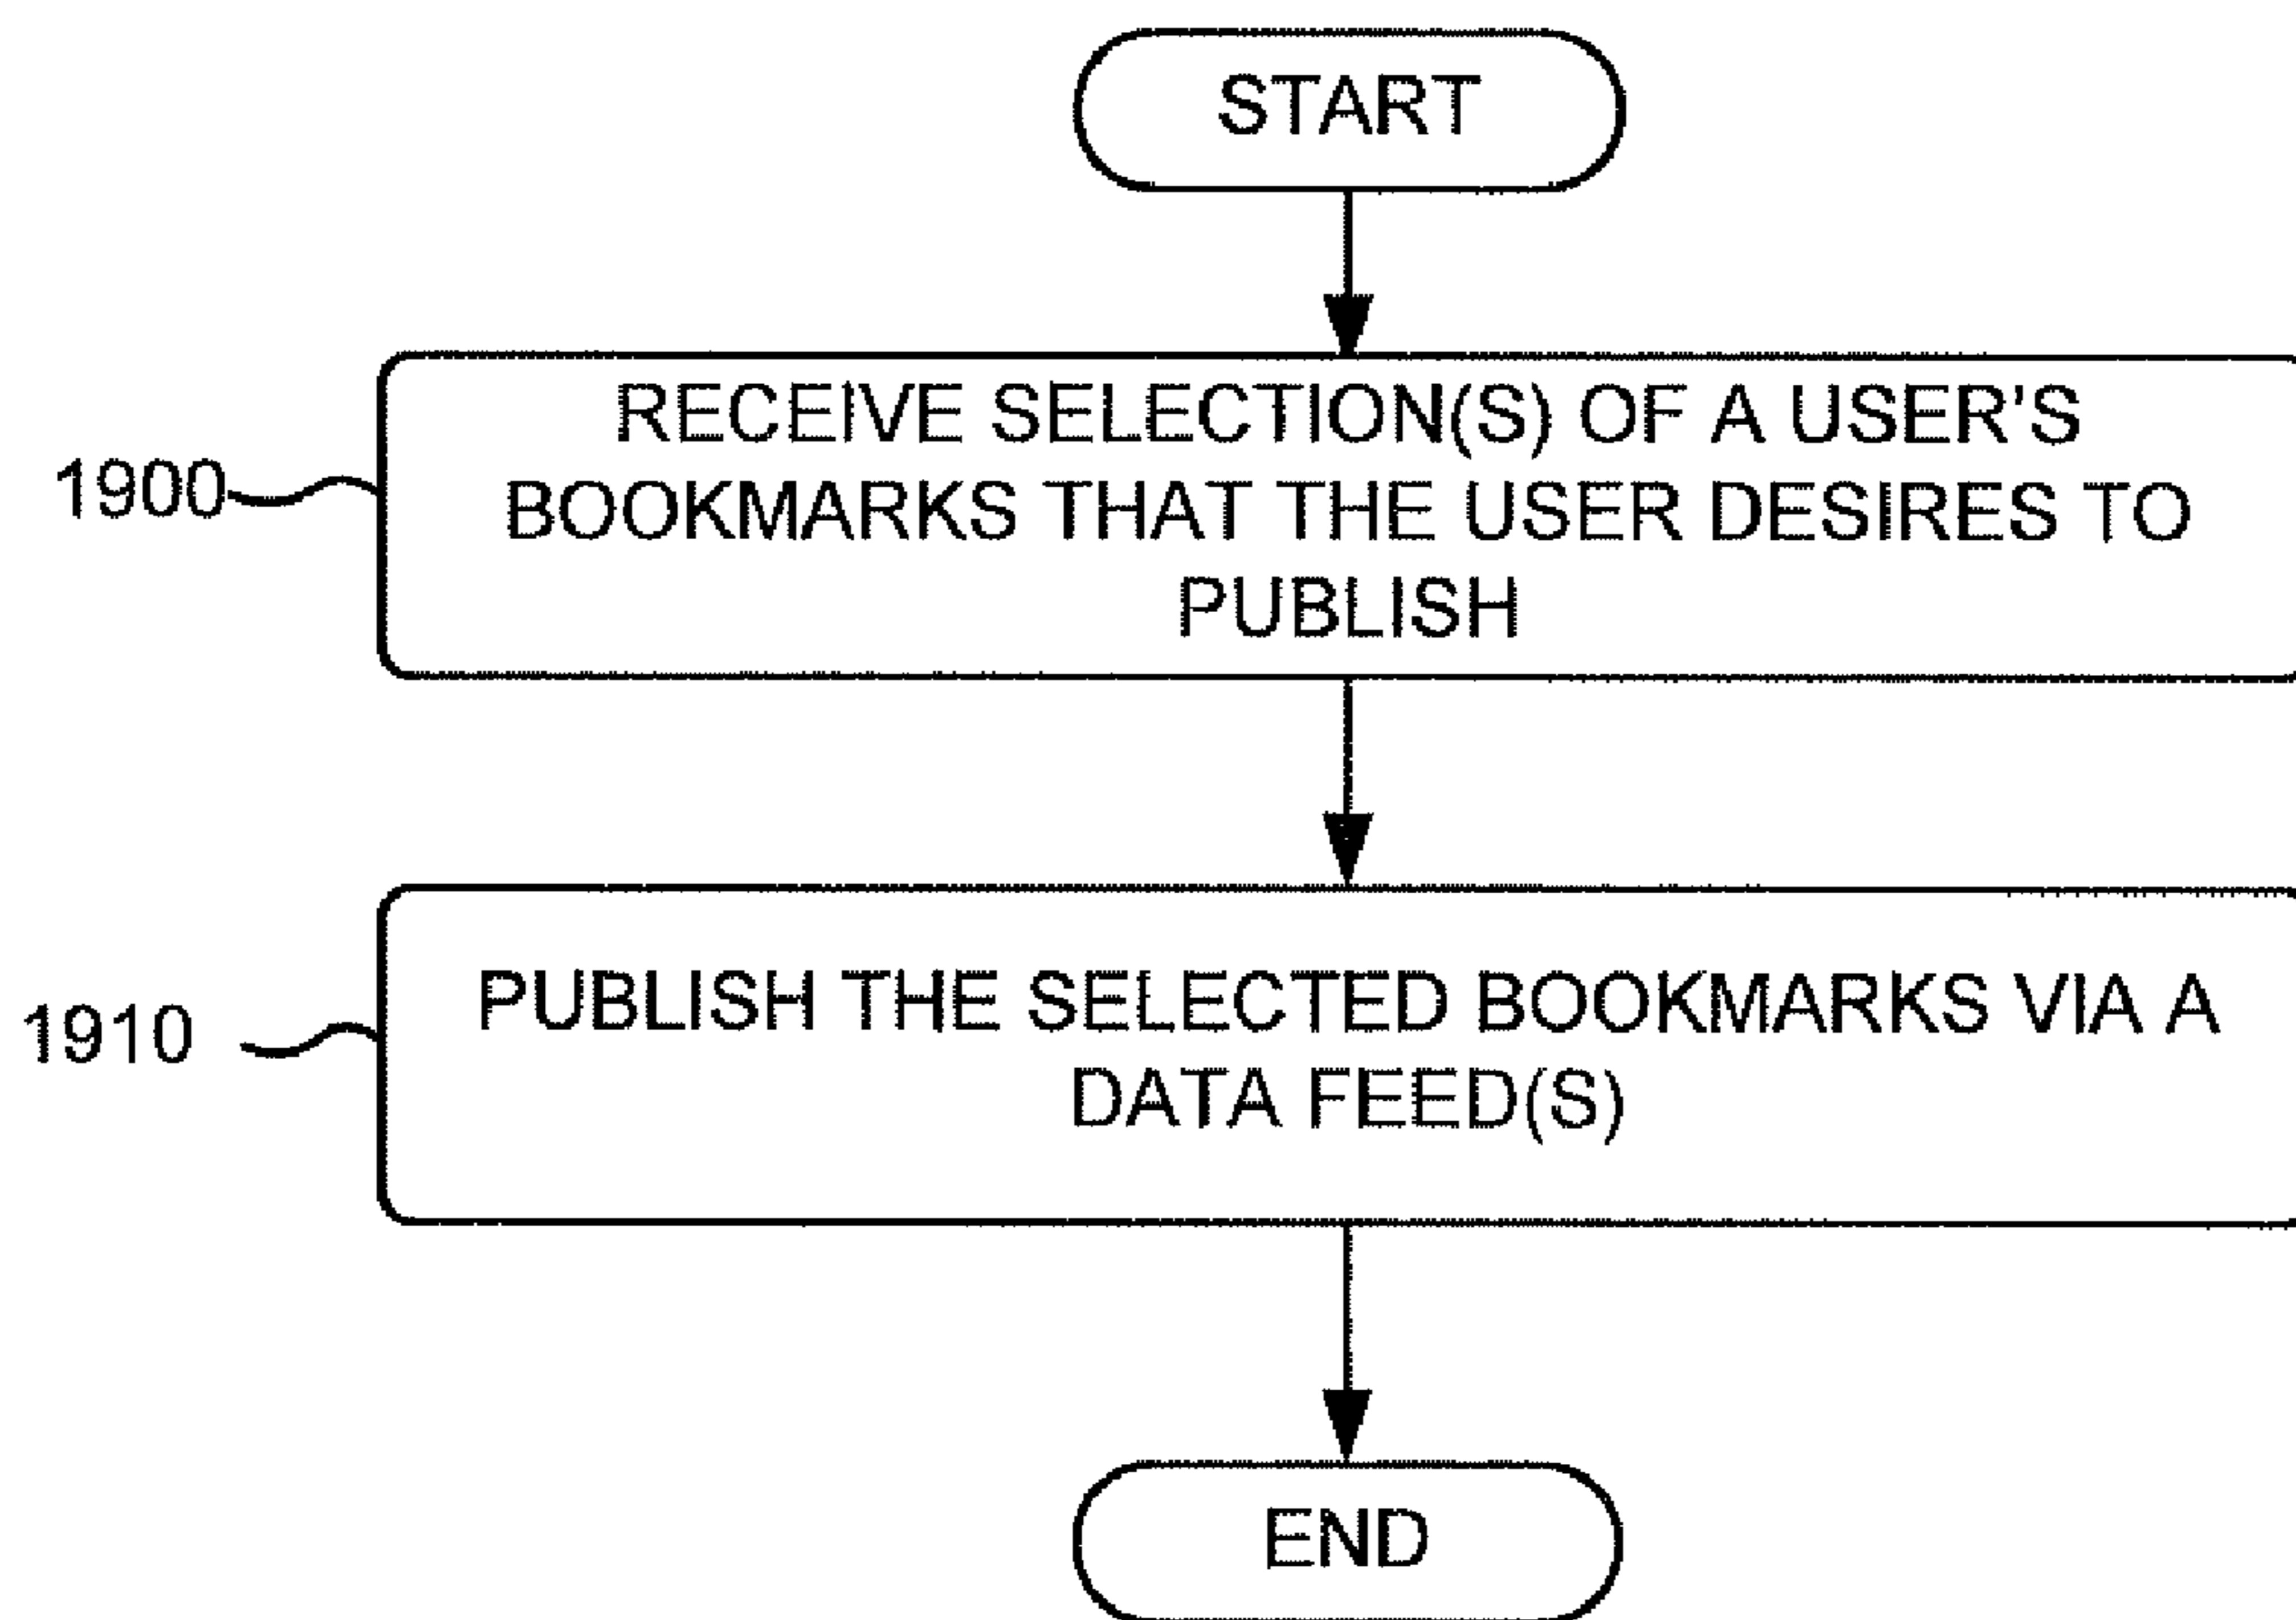 START
RECEIVE SELECTION(S) OF A USER'S
BOOKMARKS THAT THE USER DESIRES TO
PUBLISH
1900
PUBLISH THE SELECTED BOOKMARKS VIA A
DATA FEED(S)
1910
END